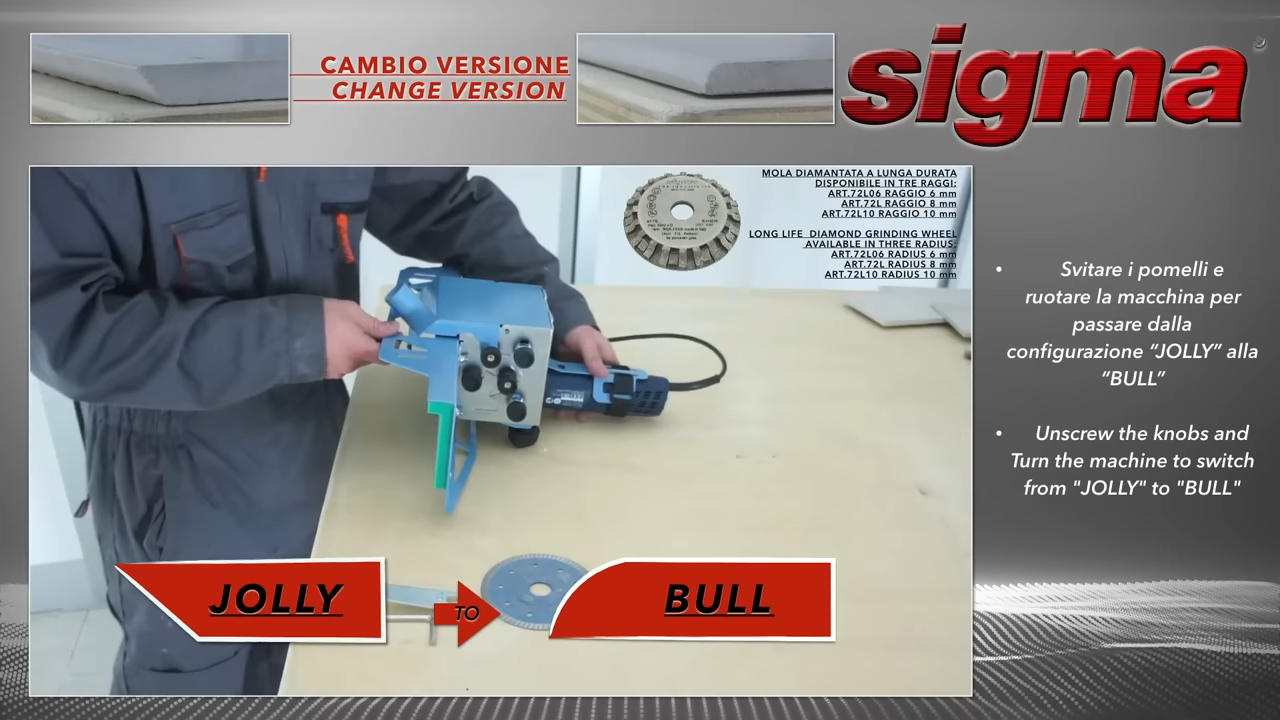 CAMBIO VERSIONE
CHANGE VERSION
sigma
MOLA DIAMANTATA A LUNGA DURATA
DISPONIBILE IN TRE RAGGI:
ART.72L06 RAGGIO 6 mm
ART.72L RAGGIO 8 mm
ART.72L10 RAGGIO 10 mm
LONG LIFE DIAMOND GRINDING WHEEL
AVAILABLE IN THREE RADIUS:
ART.72L06 RADIUS 6 mm
ART.72L RADIUS 8 mm
ART.72L10 RADIUS 10 mm
• Svitare i pomelli e
ruotare la macchina per
passare dalla
configurazione “JOLLY” alla
“BULL”
• Unscrew the knobs and
Turn the machine to switch
from "JOLLY" to "BULL"
JOLLY
TO
BULL